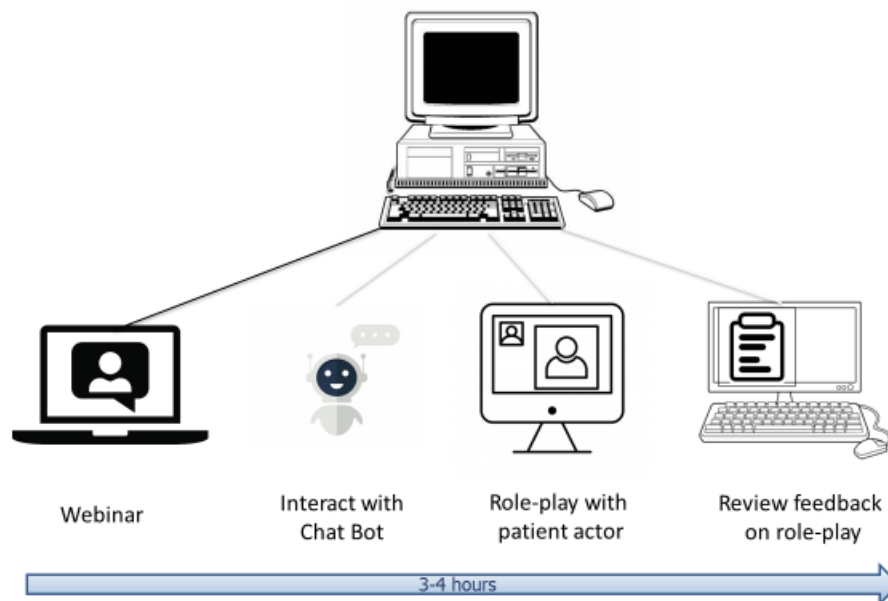 Webinar
Interact with
Chat Bot
Role-play with
patient actor
Review feedback
on role-play
3-4 hours